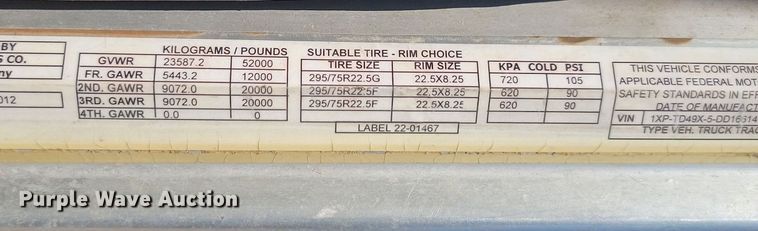 BY
S CO.
ny
012
KILOGRAMS / POUNDS
GVWR 23587.2 52000
FR. GAWR 5443.2 12000
2ND. GAWR 9072.0 20000
3RD. GAWR 9072.0 20000
4TH. GAWR 0.0 0
SUITABLE TIRE - RIM CHOICE
TIRE SIZE RIM SIZE
295/75R22.5G 22.5X8.25
295/75R22.5F 22.5X8.25
295/75R22.5F 22.5X8.25
LABEL 22-01467
KPA COLD PSI
720 105
620 90
620 90
THIS VEHICLE CONFORMS
APPLICABLE FEDERAL MOT
SAFETY STANDARDS IN EFF
DATE OF MANUFACT
VIN 1XP-TD49X-5-DD16614
TYPE VEH. TRUCK TRAC
Purple Wave Auction